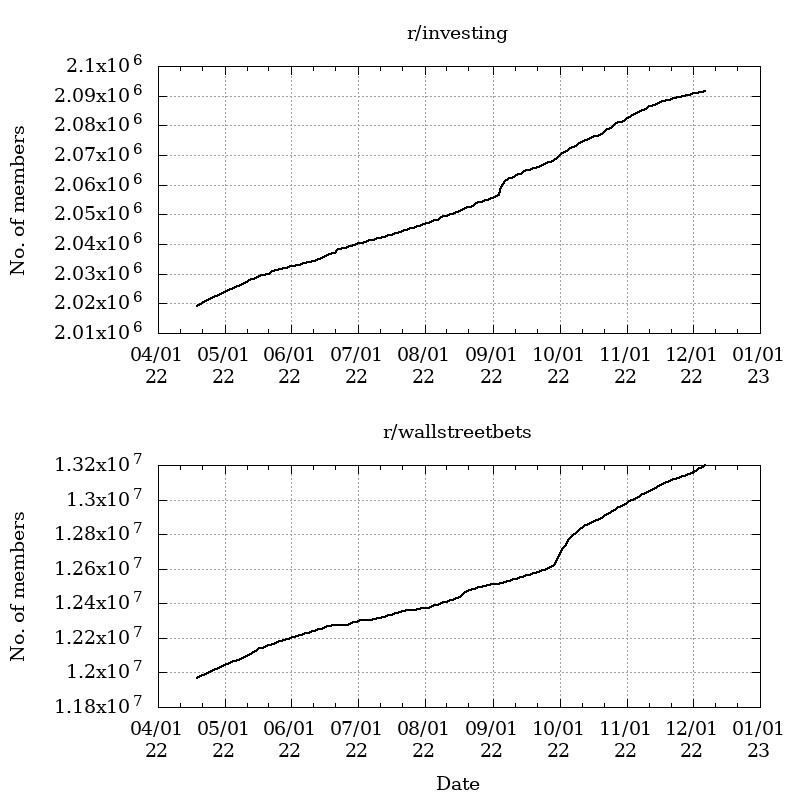 r/investing
No. of members
2.1x10^6
2.09x10^6
2.08x10^6
2.07x10^6
2.06x10^6
2.05x10^6
2.04x10^6
2.03x10^6
2.02x10^6
2.01x10^6
04/01 05/01 06/01 07/01 08/01 09/01 10/01 11/01 12/01 01/01
22 22 22 22 22 22 22 22 22 23
r/wallstreetbets
No. of members
1.32x10^7
1.3x10^7
1.28x10^7
1.26x10^7
1.24x10^7
1.22x10^7
1.2x10^7
1.18x10^7
04/01 05/01 06/01 07/01 08/01 09/01 10/01 11/01 12/01 01/01
22 22 22 22 22 22 22 22 22 23
Date